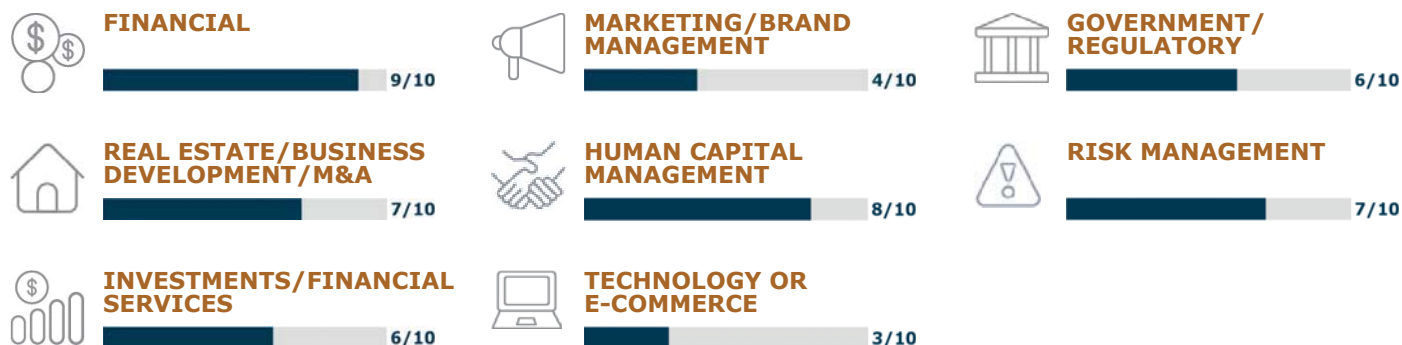 FINANCIAL
9/10
MARKETING/BRAND
MANAGEMENT
4/10
GOVERNMENT/
REGULATORY
6/10
REAL ESTATE/BUSINESS
DEVELOPMENT/M&A
7/10
HUMAN CAPITAL
MANAGEMENT
8/10
RISK MANAGEMENT
7/10
INVESTMENTS/FINANCIAL
SERVICES
6/10
TECHNOLOGY OR
E-COMMERCE
3/10